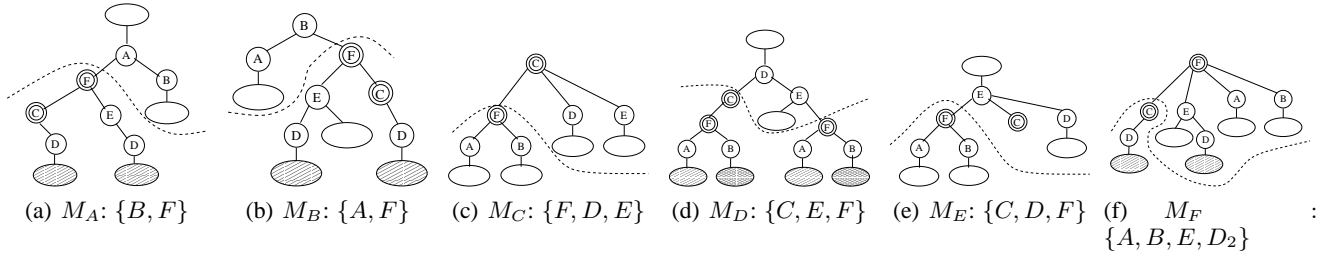 A
F
B
C
E
D
D
B
A
F
E
C
D
D
C
F
D
E
A
B
D
C
E
F
F
A
B
A
B
E
F
C
D
A
B
F
C
E
A
B
D
D
(a) M_A: {B, F}
(b) M_B: {A, F}
(c) M_C: {F, D, E}
(d) M_D: {C, E, F}
(e) M_E: {C, D, F}
(f) M_F :
{A, B, E, D_2}